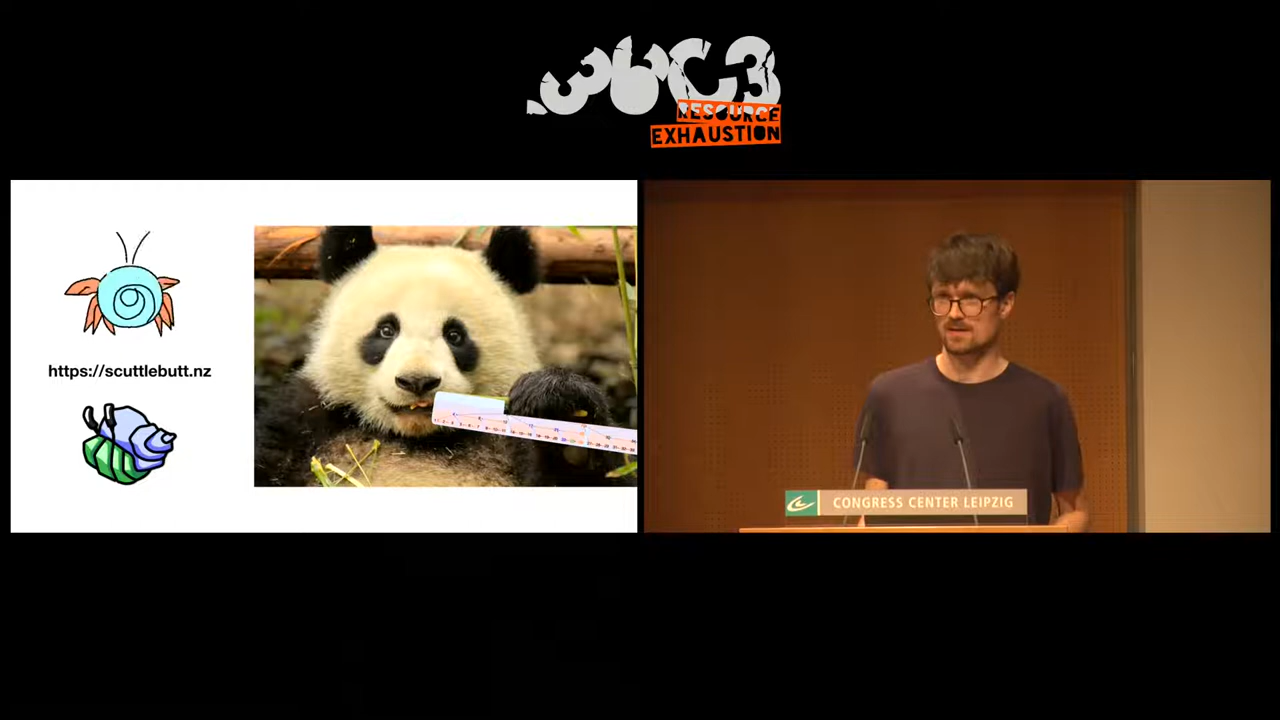 36C3
RESOURCE
EXHAUSTION
https://scuttlebutt.nz
CONGRESS CENTER LEIPZIG